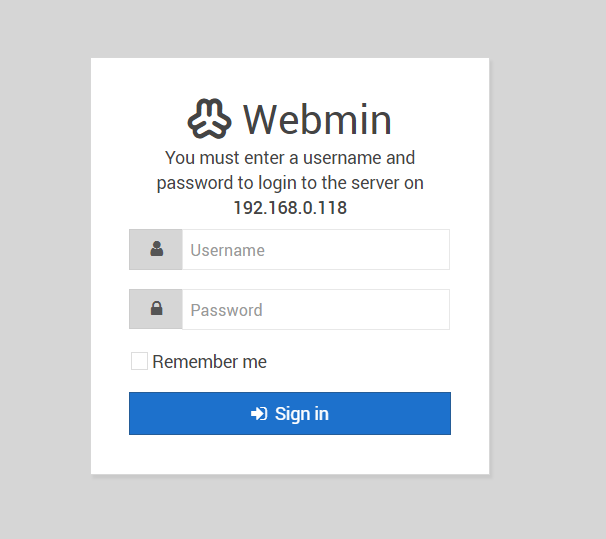 Webmin
You must enter a username and
password to login to the server on
192.168.0.118
Username
Password
Remember me
Sign in